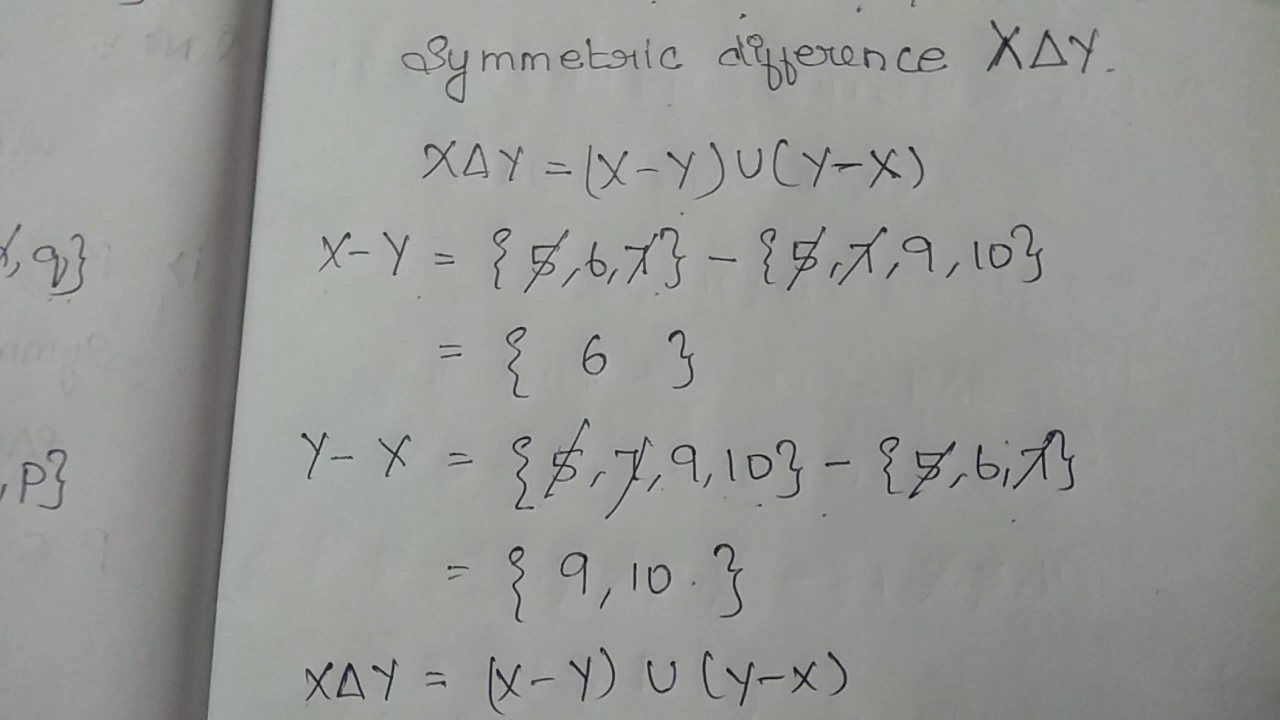 Symmetric difference XΔY.
XΔY = (X-Y)∪(Y-X)
, q}
X-Y = {5,6,7} - {5,7,9,10}
= { 6 }
,P}
Y-X = {5,7,9,10} - {5,6,7}
= { 9,10. }
XΔY = (X-Y) ∪ (Y-X)